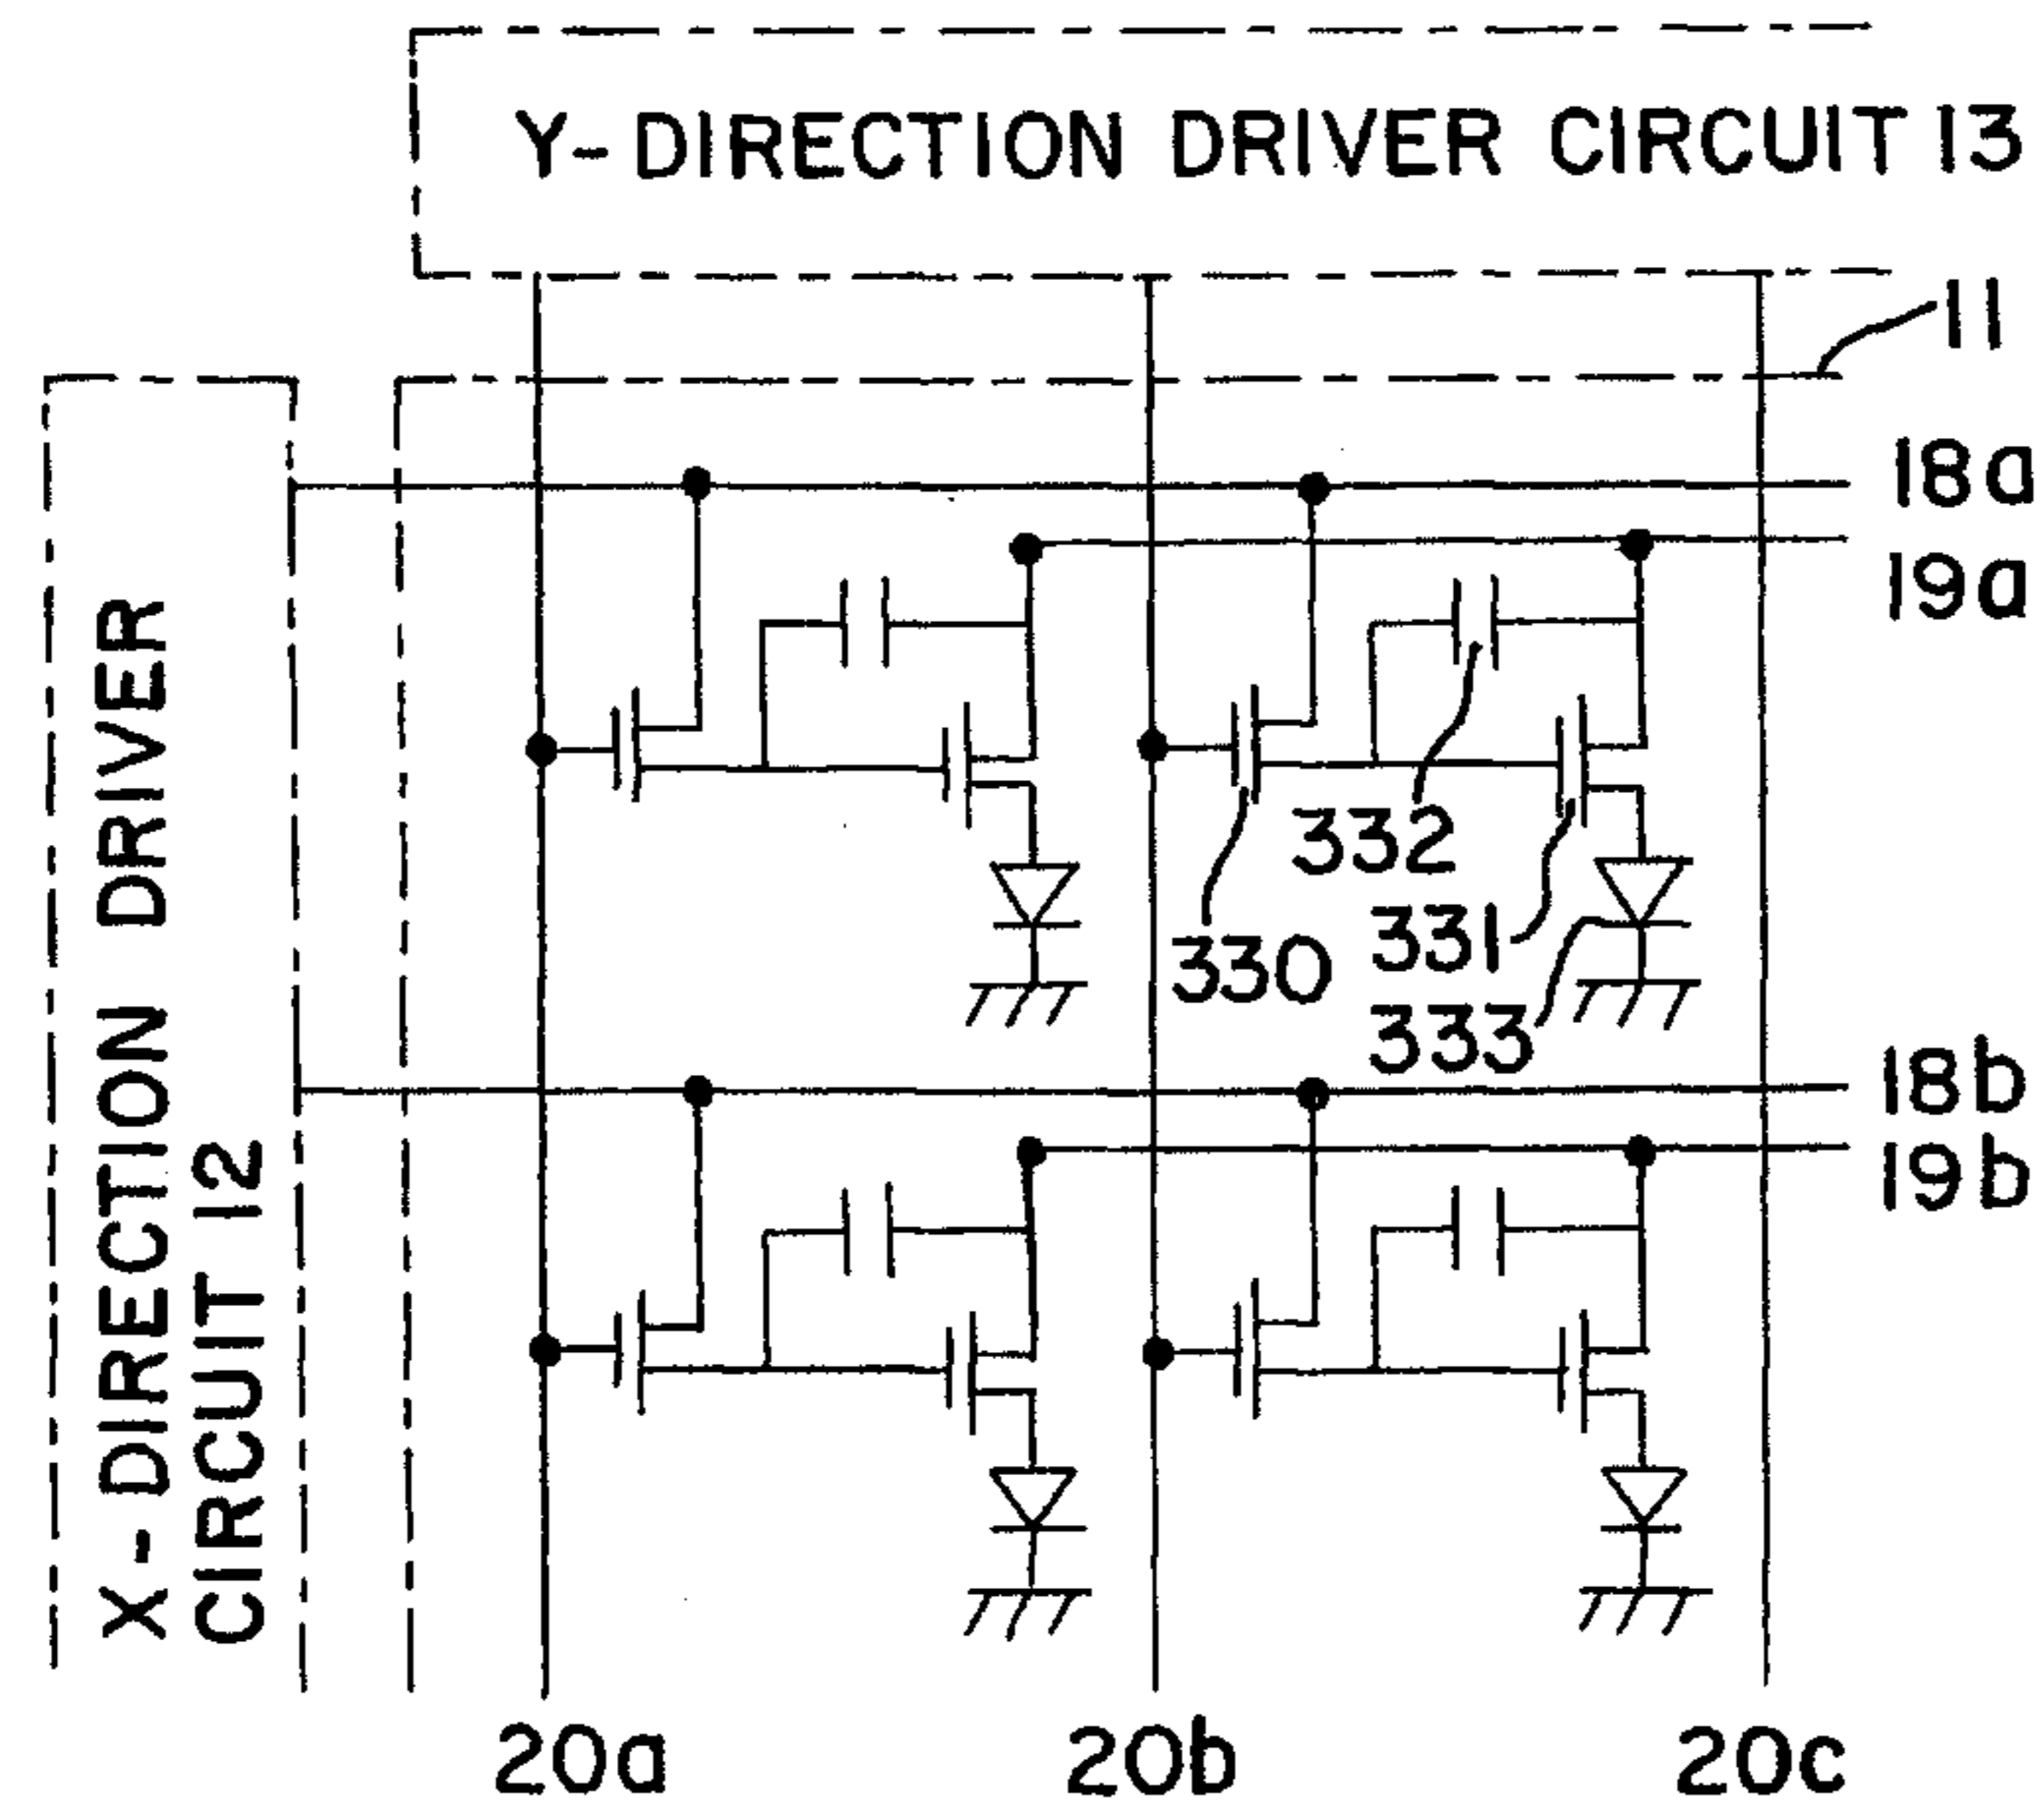 Y-DIRECTION DRIVER CIRCUIT 13
11
18a
19a
X-DIRECTION DRIVER
CIRCUIT 12
332
331
330
333
18b
19b
20a
20b
20c